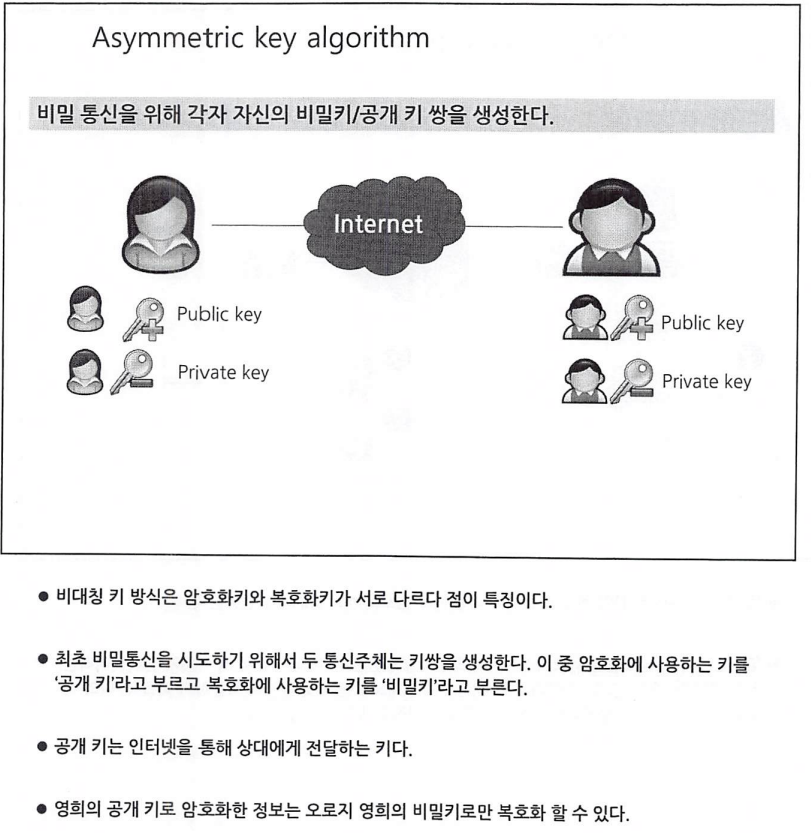 Asymmetric key algorithm
비밀 통신을 위해 각자 자신의 비밀키/공개 키 쌍을 생성한다.
Internet
Public key
Private key
Public key
Private key
● 비대칭 키 방식은 암호화키와 복호화키가 서로 다르다 점이 특징이다.
● 최초 비밀통신을 시도하기 위해서 두 통신주체는 키쌍을 생성한다. 이 중 암호화에 사용하는 키를
'공개 키'라고 부르고 복호화에 사용하는 키를 '비밀키'라고 부른다.
● 공개 키는 인터넷을 통해 상대에게 전달하는 키다.
● 영희의 공개 키로 암호화한 정보는 오로지 영희의 비밀키로만 복호화 할 수 있다.